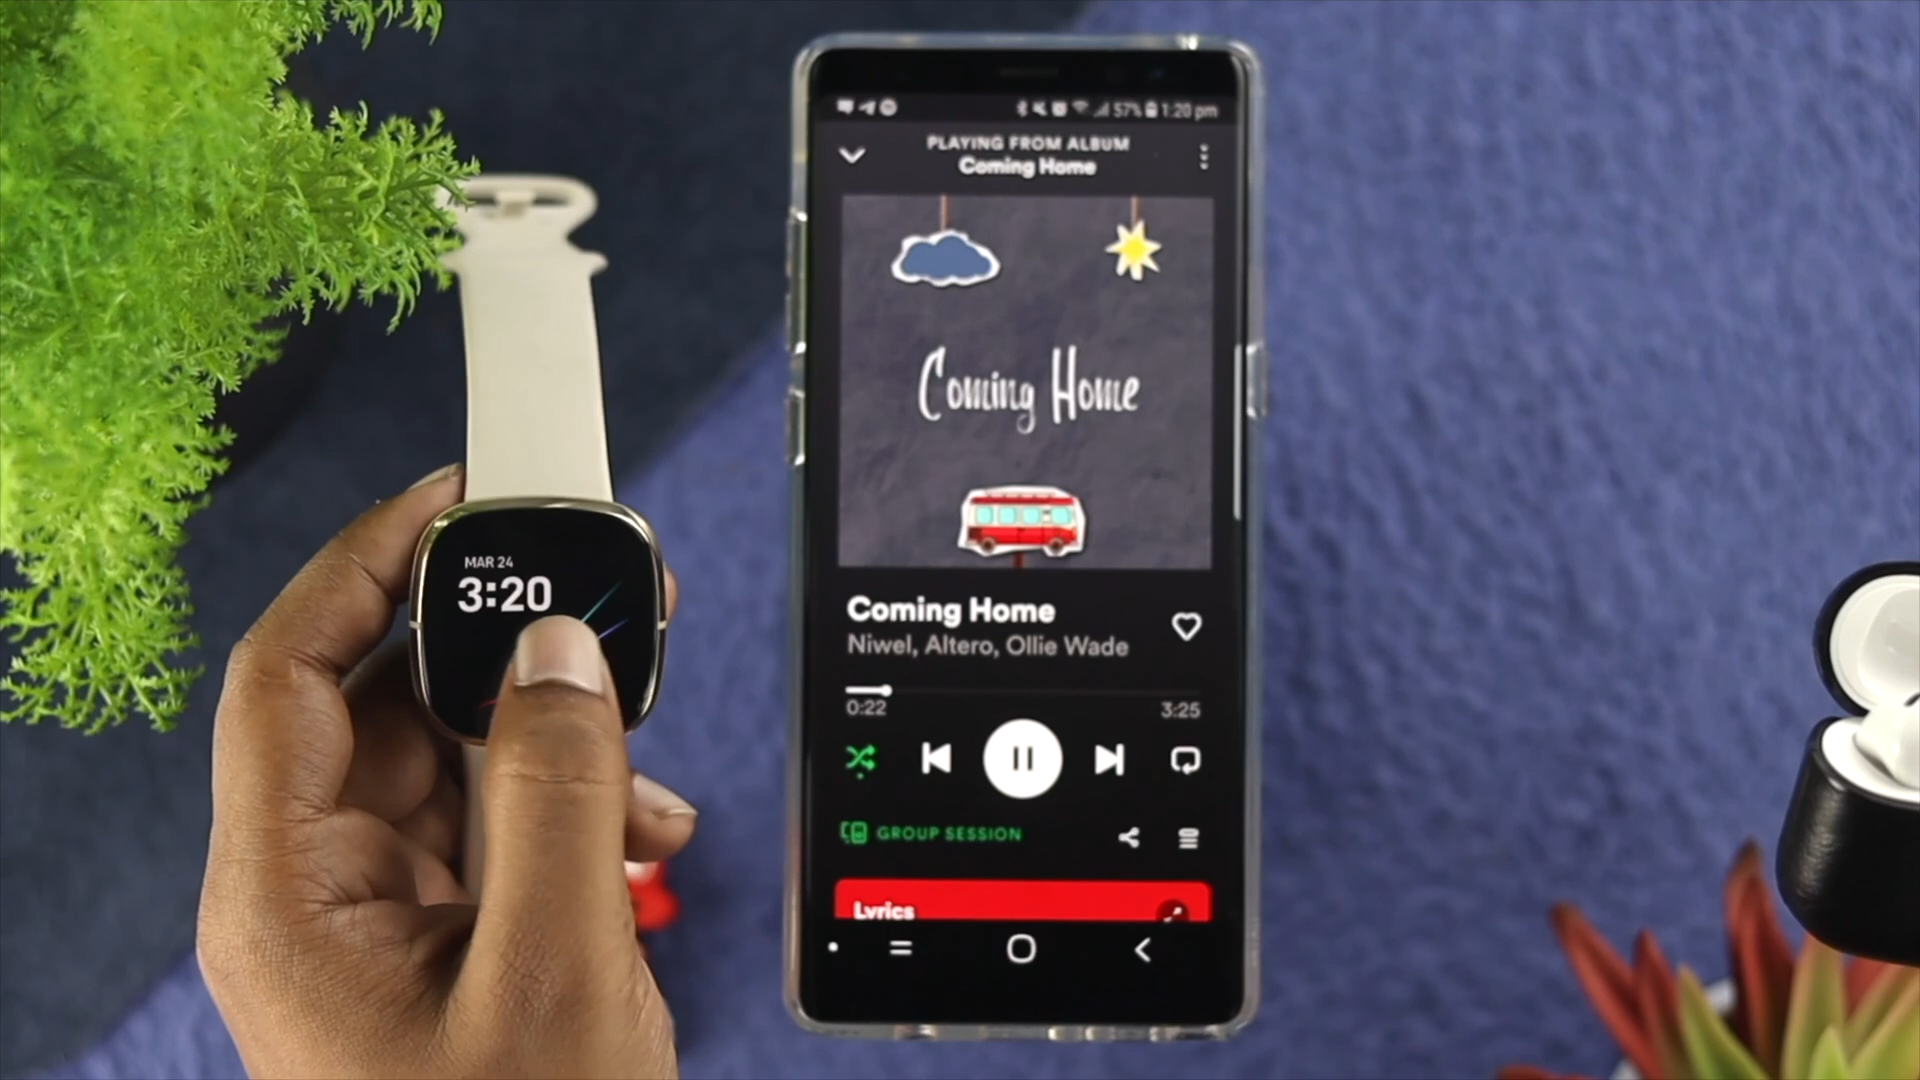 MAR 24
3:20
57% 1:20 pm
PLAYING FROM ALBUM
Coming Home
Coming Home
Coming Home
Niwel, Altero, Ollie Wade
0:22
3:25
GROUP SESSION
Lyrics